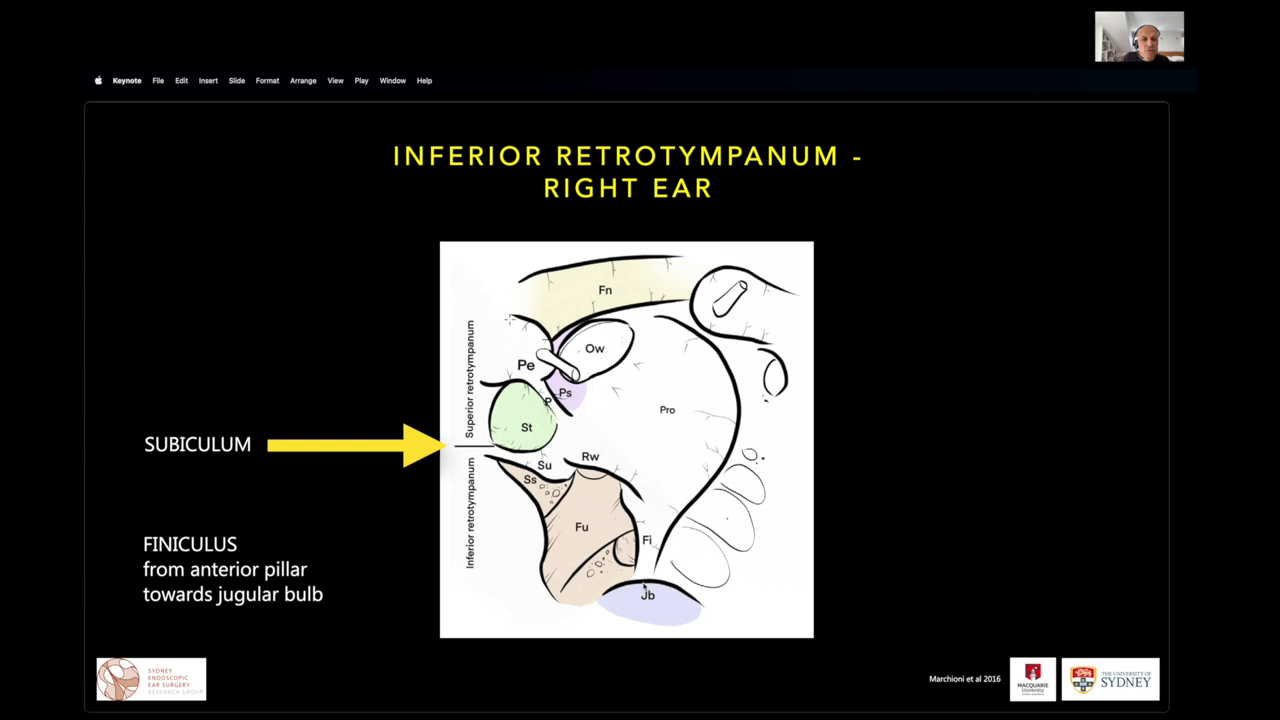 Keynote File Edit Insert Slide Format Arrange View Play Window Help
INFERIOR RETROTYMPANUM -
RIGHT EAR
Fn
Superior retrotympanum
Ow
Pe
Ps
P
Pro
St
SUBICULUM
Su
Rw
Ss
Inferior retrotympanum
Fu
Fi
FINICULUS
from anterior pillar
towards jugular bulb
Jb
SYDNEY
ENDOSCOPIC
EAR SURGERY
RESEARCH GROUP
Marchioni et al 2016
MACQUARIE
University
THE UNIVERSITY OF
SYDNEY